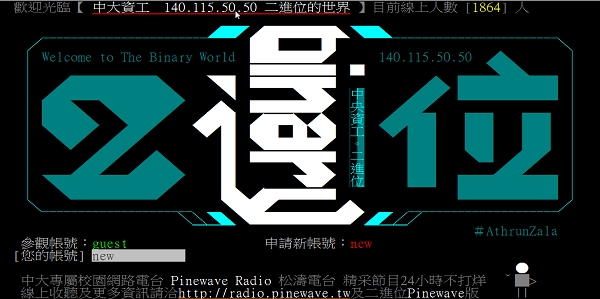 歡迎光臨【 中大資工 140.115.50.50 二進位的世界 】目前線上人數 [1864] 人
Welcome to The Binary World
140.115.50.50
二進位
binary
中央資工。二進位
#AthrunZala
參觀帳號：guest 申請新帳號：new
[您的帳號] new
中大專屬校園網路電台 Pinewave Radio 松濤電台 精采節目24小時不打烊
線上收聽及更多資訊請洽http://radio.pinewave.tw及二進位Pinewave版